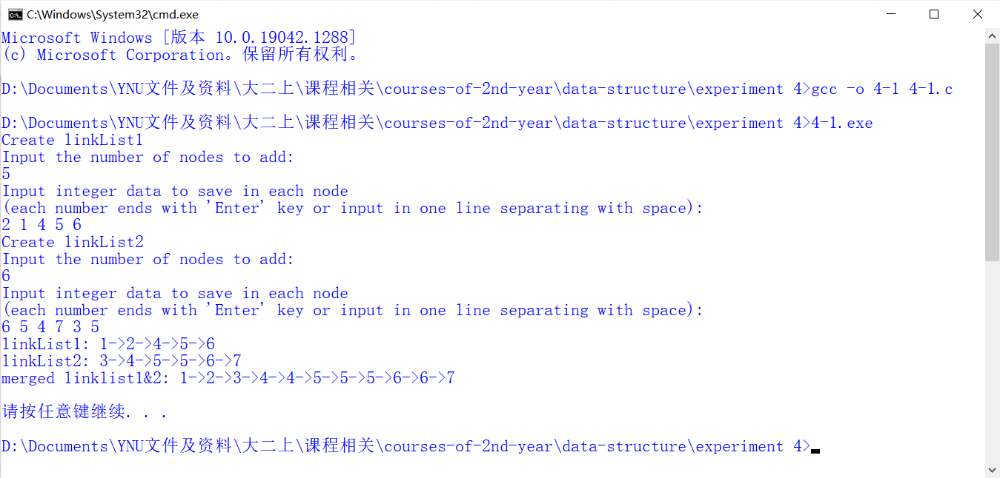 C:\Windows\System32\cmd.exe
Microsoft Windows [版本 10.0.19042.1288]
(c) Microsoft Corporation。保留所有权利。
D:\Documents\YNU文件及资料\大二上\课程相关\courses-of-2nd-year\data-structure\experiment 4>gcc -o 4-1 4-1.c
D:\Documents\YNU文件及资料\大二上\课程相关\courses-of-2nd-year\data-structure\experiment 4>4-1.exe
Create linkList1
Input the number of nodes to add:
5
Input integer data to save in each node
(each number ends with 'Enter' key or input in one line separating with space):
2 1 4 5 6
Create linkList2
Input the number of nodes to add:
6
Input integer data to save in each node
(each number ends with 'Enter' key or input in one line separating with space):
6 5 4 7 3 5
linkList1: 1->2->4->5->6
linkList2: 3->4->5->5->6->7
merged linklist1&2: 1->2->3->4->4->5->5->5->6->6->7
请按任意键继续. . .
D:\Documents\YNU文件及资料\大二上\课程相关\courses-of-2nd-year\data-structure\experiment 4>